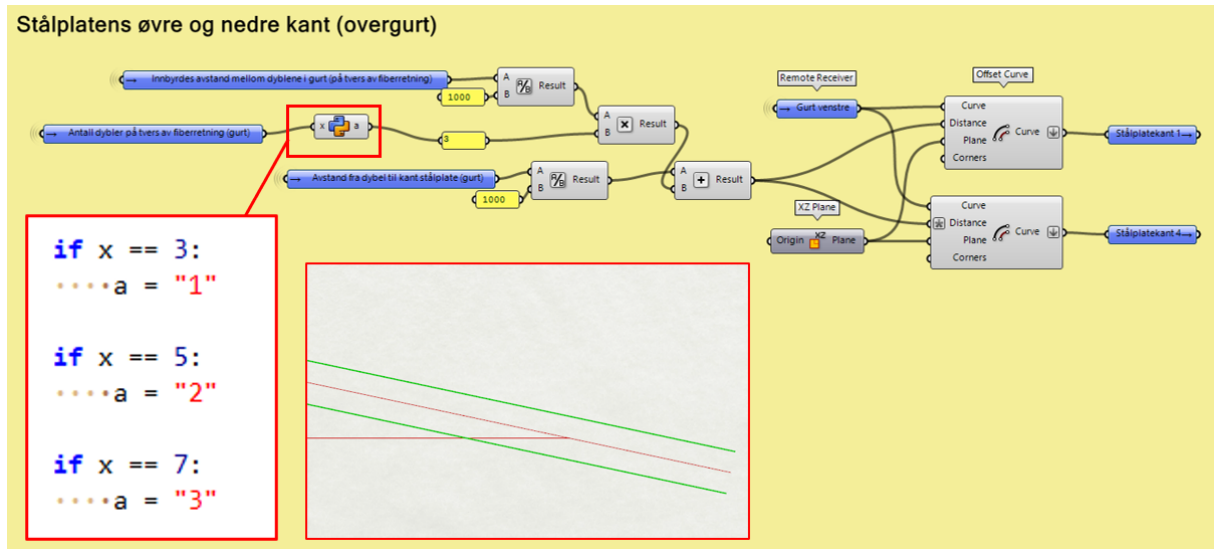 Stålplatens øvre og nedre kant (overgurt)
Innbyrdes avstand mellom dyblene i gurt (på tvers av fiberretning)
1000
A
B
A/B
Result
Antall dybler på tvers av fiberretning (gurt)
x
a
3
A
B
×
Result
Avstand fra dybel til kant stålplate (gurt)
1000
A
B
A/B
Result
A
B
+
Result
Remote Receiver
Gurt venstre
Offset Curve
Curve
Distance
Plane
Corners
Curve
Stålplatekant 1
XZ Plane
Origin
XZ
Plane
Curve
Distance
Plane
Corners
Curve
Stålplatekant 4
if x == 3:
····a = "1"
if x == 5:
····a = "2"
if x == 7:
····a = "3"